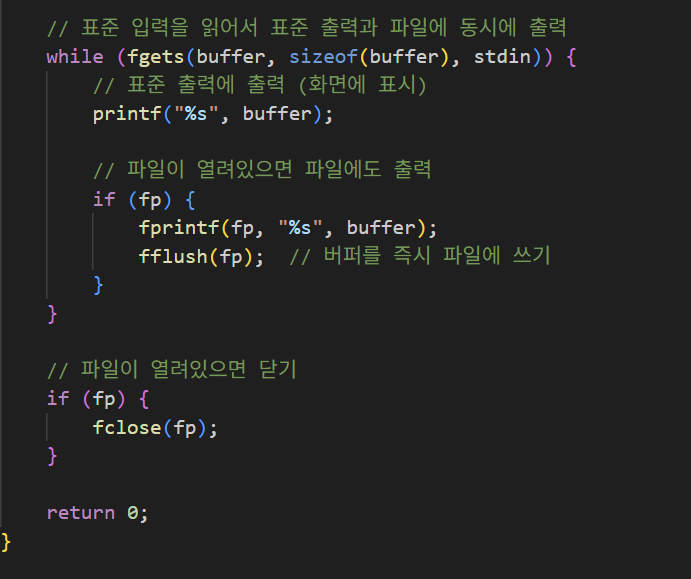 // 표준 입력을 읽어서 표준 출력과 파일에 동시에 출력
while (fgets(buffer, sizeof(buffer), stdin)) {
// 표준 출력에 출력 (화면에 표시)
printf("%s", buffer);
// 파일이 열려있으면 파일에도 출력
if (fp) {
fprintf(fp, "%s", buffer);
fflush(fp);  // 버퍼를 즉시 파일에 쓰기
}
}
// 파일이 열려있으면 닫기
if (fp) {
fclose(fp);
}
return 0;
}